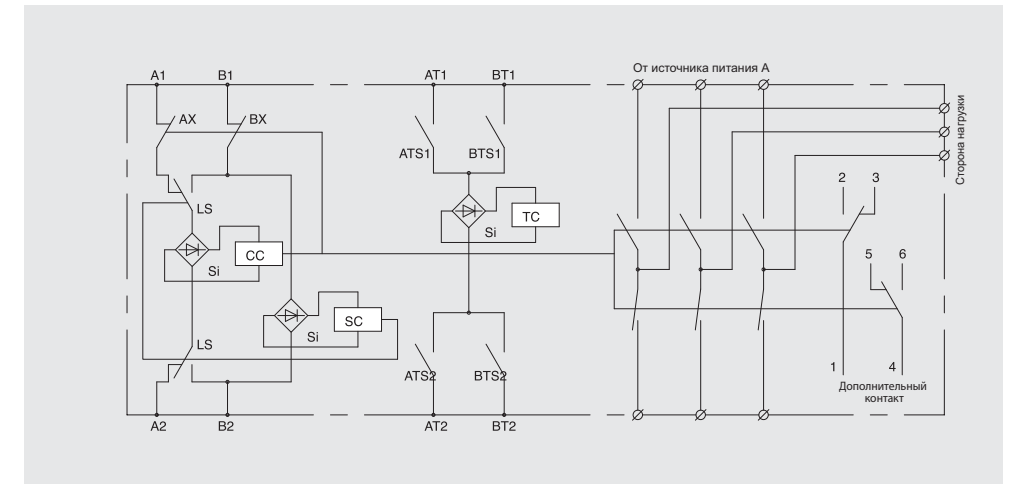 От источника питания A
A1
B1
AT1
BT1
Сторона нагрузки
AX
BX
ATS1
BTS1
2
3
LS
TC
Si
CC
Si
5
6
SC
Si
LS
ATS2
BTS2
1
4
Дополнительный
контакт
A2
B2
AT2
BT2